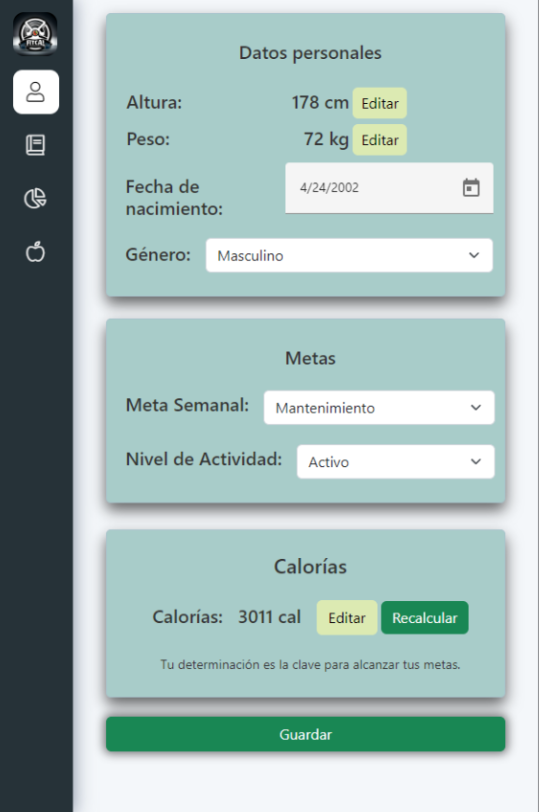 Datos personales
Altura: 178 cm Editar
Peso: 72 kg Editar
Fecha de
nacimiento:
4/24/2002
Género: Masculino
Metas
Meta Semanal: Mantenimiento
Nivel de Actividad: Activo
Calorías
Calorías: 3011 cal Editar Recalcular
Tu determinación es la clave para alcanzar tus metas.
Guardar